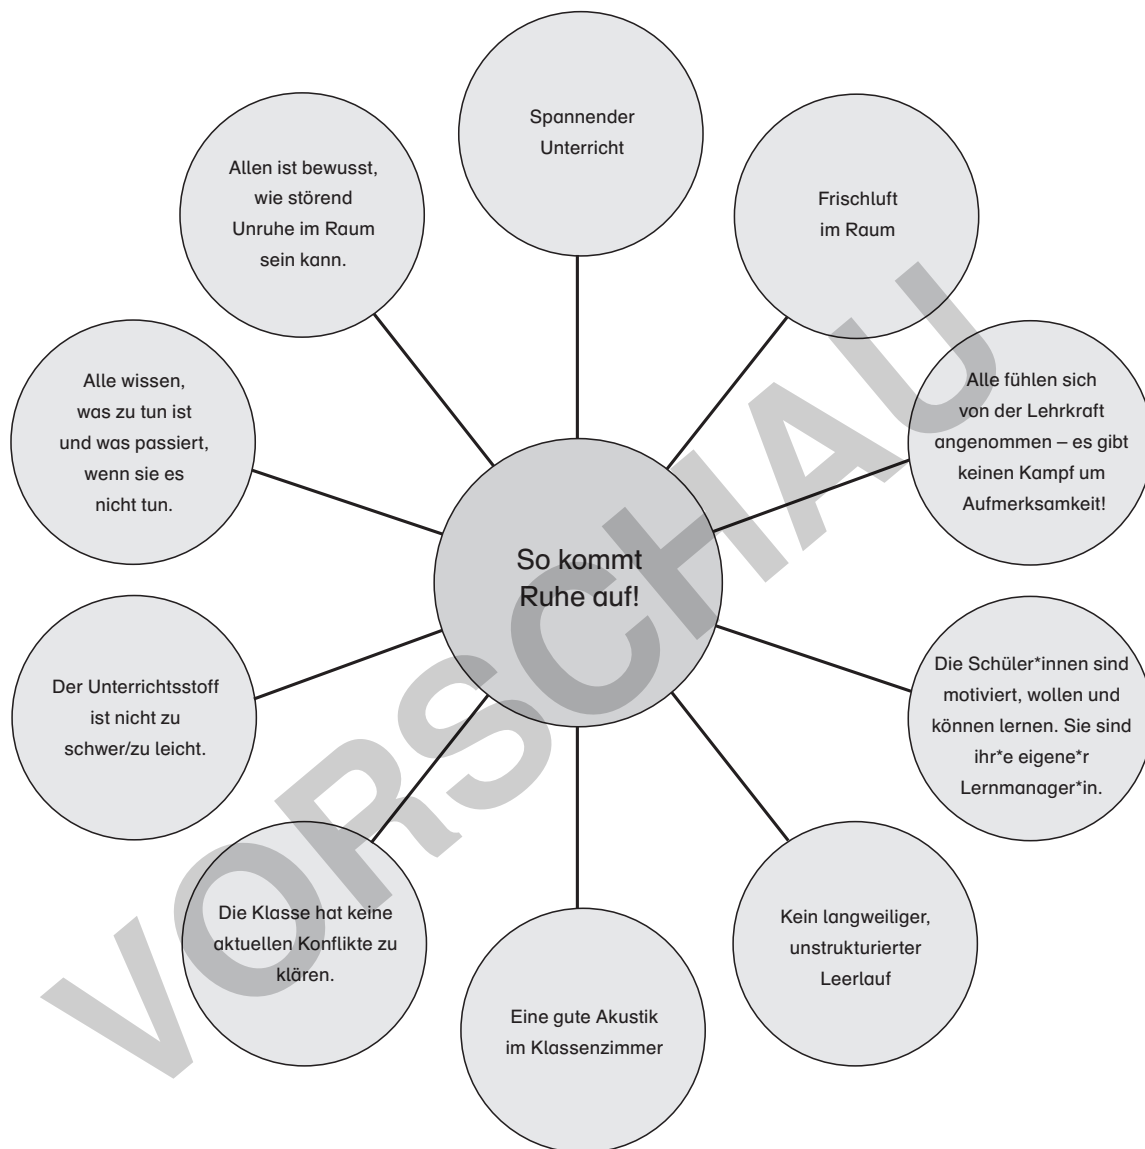 Spannender
Unterricht
Frischluft
im Raum
Alle fühlen sich
von der Lehrkraft
angenommen – es gibt
keinen Kampf um
Aufmerksamkeit!
Die Schüler*innen sind
motiviert, wollen und
können lernen. Sie sind
ihr*e eigene*r
Lernmanager*in.
Kein langweiliger,
unstrukturierter
Leerlauf
Eine gute Akustik
im Klassenzimmer
Die Klasse hat keine
aktuellen Konflikte zu
klären.
Der Unterrichtsstoff
ist nicht zu
schwer/zu leicht.
Alle wissen,
was zu tun ist
und was passiert,
wenn sie es
nicht tun.
Allen ist bewusst,
wie störend
Unruhe im Raum
sein kann.
So kommt
Ruhe auf!
VORSCHAU